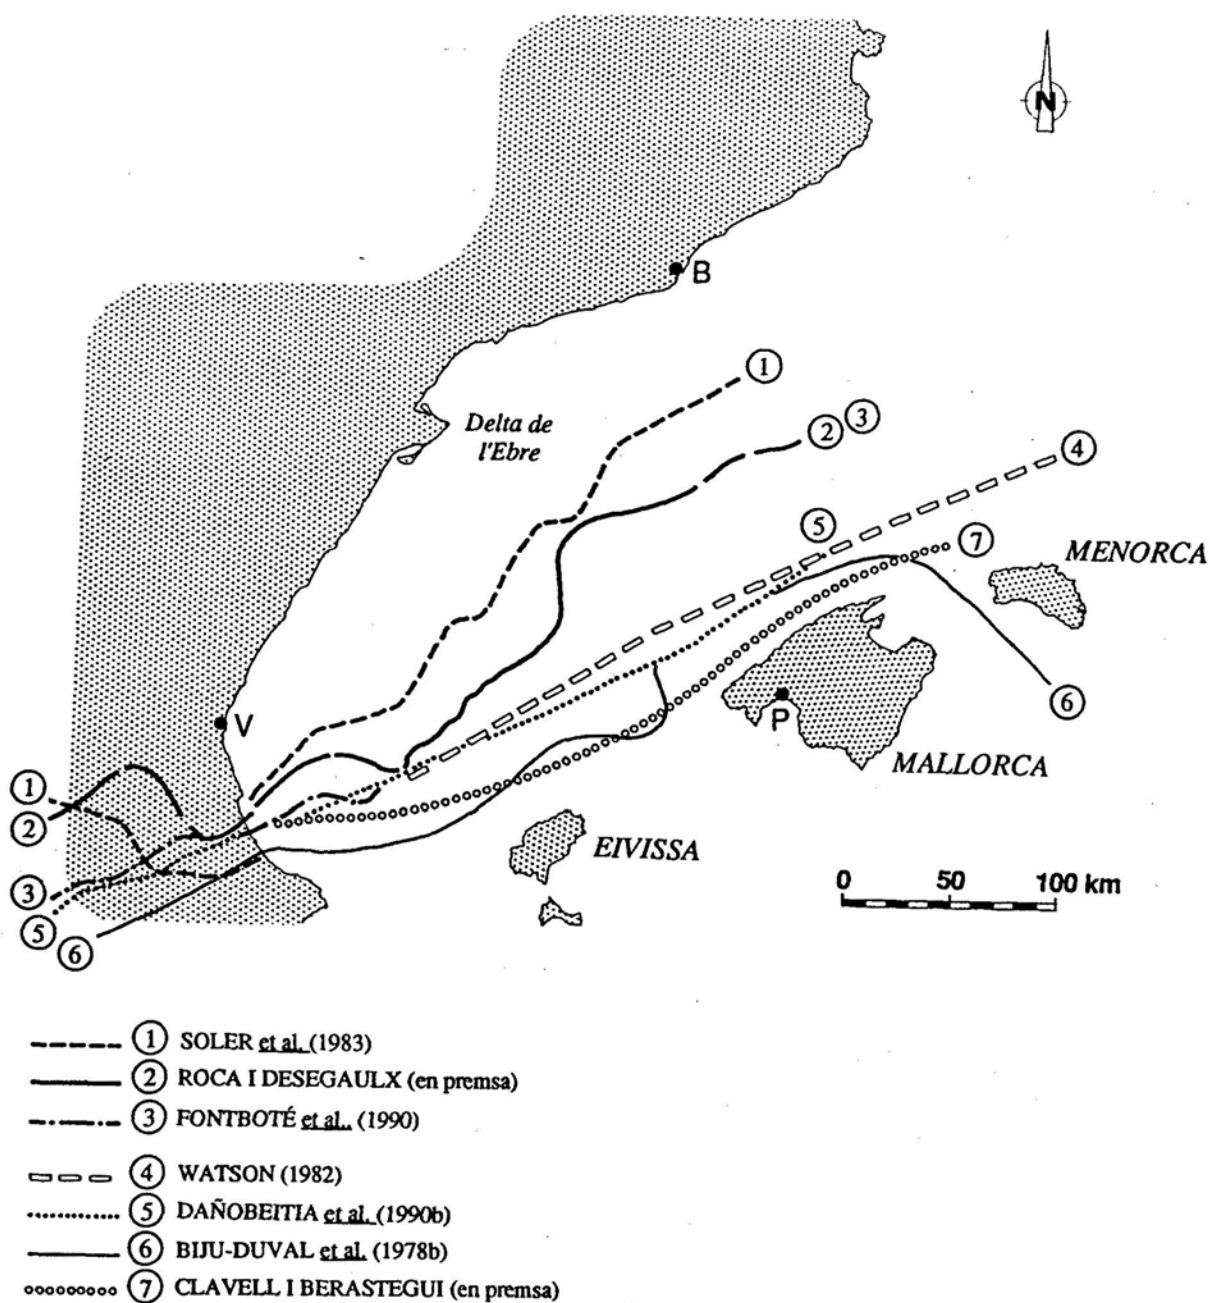 N
B
Delta de
l'Ebre
1
2 3
4
5
7
MENORCA
6
V
P
MALLORCA
1
2
EIVISSA
3
5
6
0 50 100 km
1 SOLER et al. (1983)
2 ROCA I DESEGAULX (en premsa)
3 FONTBOTÉ et al.. (1990)
4 WATSON (1982)
5 DAÑOBEITIA et al. (1990b)
6 BIJU-DUVAL et al. (1978b)
7 CLAVELL I BERASTEGUI (en premsa)